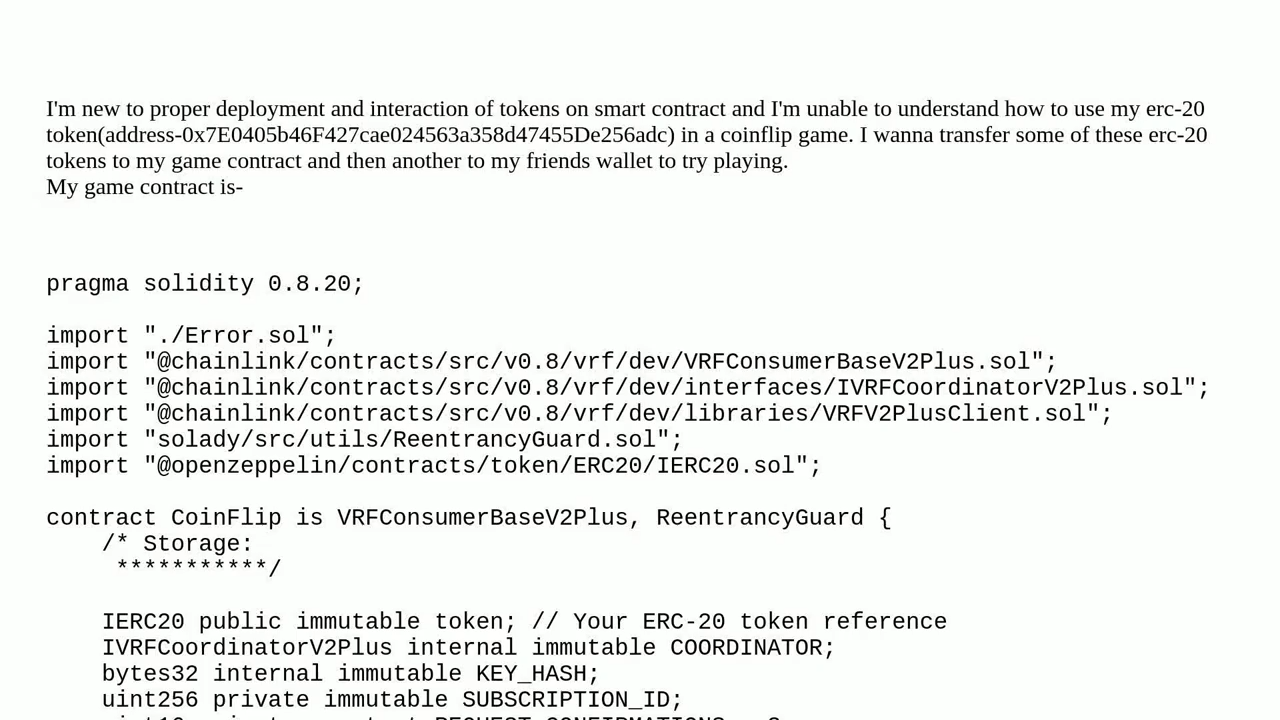 I'm new to proper deployment and interaction of tokens on smart contract and I'm unable to understand how to use my erc-20
token(address-0x7E0405b46F427cae024563a358d47455De256adc) in a coinflip game. I wanna transfer some of these erc-20
tokens to my game contract and then another to my friends wallet to try playing.
My game contract is-
pragma solidity 0.8.20;
import "./Error.sol";
import "@chainlink/contracts/src/v0.8/vrf/dev/VRFConsumerBaseV2Plus.sol";
import "@chainlink/contracts/src/v0.8/vrf/dev/interfaces/IVRFCoordinatorV2Plus.sol";
import "@chainlink/contracts/src/v0.8/vrf/dev/libraries/VRFV2PlusClient.sol";
import "solady/src/utils/ReentrancyGuard.sol";
import "@openzeppelin/contracts/token/ERC20/IERC20.sol";
contract CoinFlip is VRFConsumerBaseV2Plus, ReentrancyGuard {
/* Storage:
***********/
IERC20 public immutable token; // Your ERC-20 token reference
IVRFCoordinatorV2Plus internal immutable COORDINATOR;
bytes32 internal immutable KEY_HASH;
uint256 private immutable SUBSCRIPTION_ID;